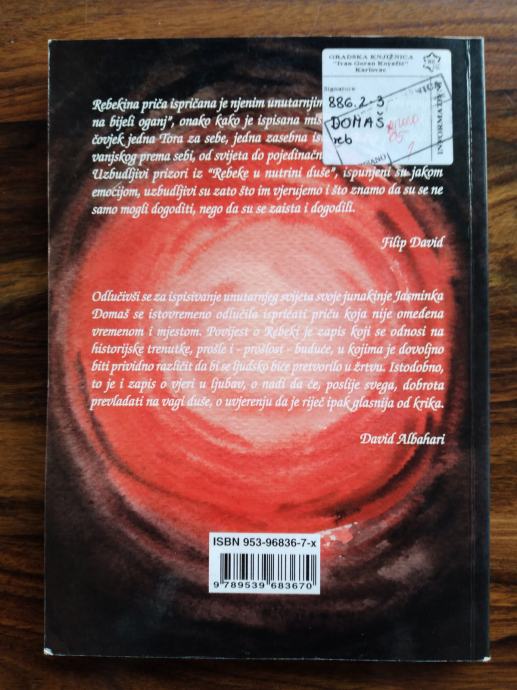 GRADSKA KNJIŽNICA
"Ivan Goran Kovačić"
Karlovac
Signatura
886.2-3
DOMAŠ
reb
INFORMADE
Rebekina priča ispričana je njenim unutarnjim
na bijeli oganj", onako kako je ispisana
čovjek jedna Tora za sebe, jedna zasebna
vanjskog prema sebi, od svijeta do
Uzbudljivi prizori iz "Rebeke u nutrini duše", ispunjeni su jakom
emocijom, uzbudljivi su zato što im vjerujemo i što znamo da su se ne
samo mogli dogoditi, nego da su se zaista i dogodili.
Filip David
Odlučivši se za ispisivanje unutarnjeg svijeta svoje junakinje Jasminka
Domaš se istovremeno odlučila ispričati priču koja nije omeđena
vremenom i mjestom. Povijest o Rebeki je zapis koji se odnosi na
historijske trenutke, prošle i - prošlost - buduće, u kojima je dovoljno
biti prividno različit da bi se ljudsko biće pretvorilo u žrtvu. Istodobno,
to je i zapis o vjeri u ljubav, o nadi da će, poslije svega, dobrota
prevladati na vagi duše, o uvjerenju da je riječ ipak glasnija od krika.
David Albahari
ISBN 953-96836-7-x
9789539683670